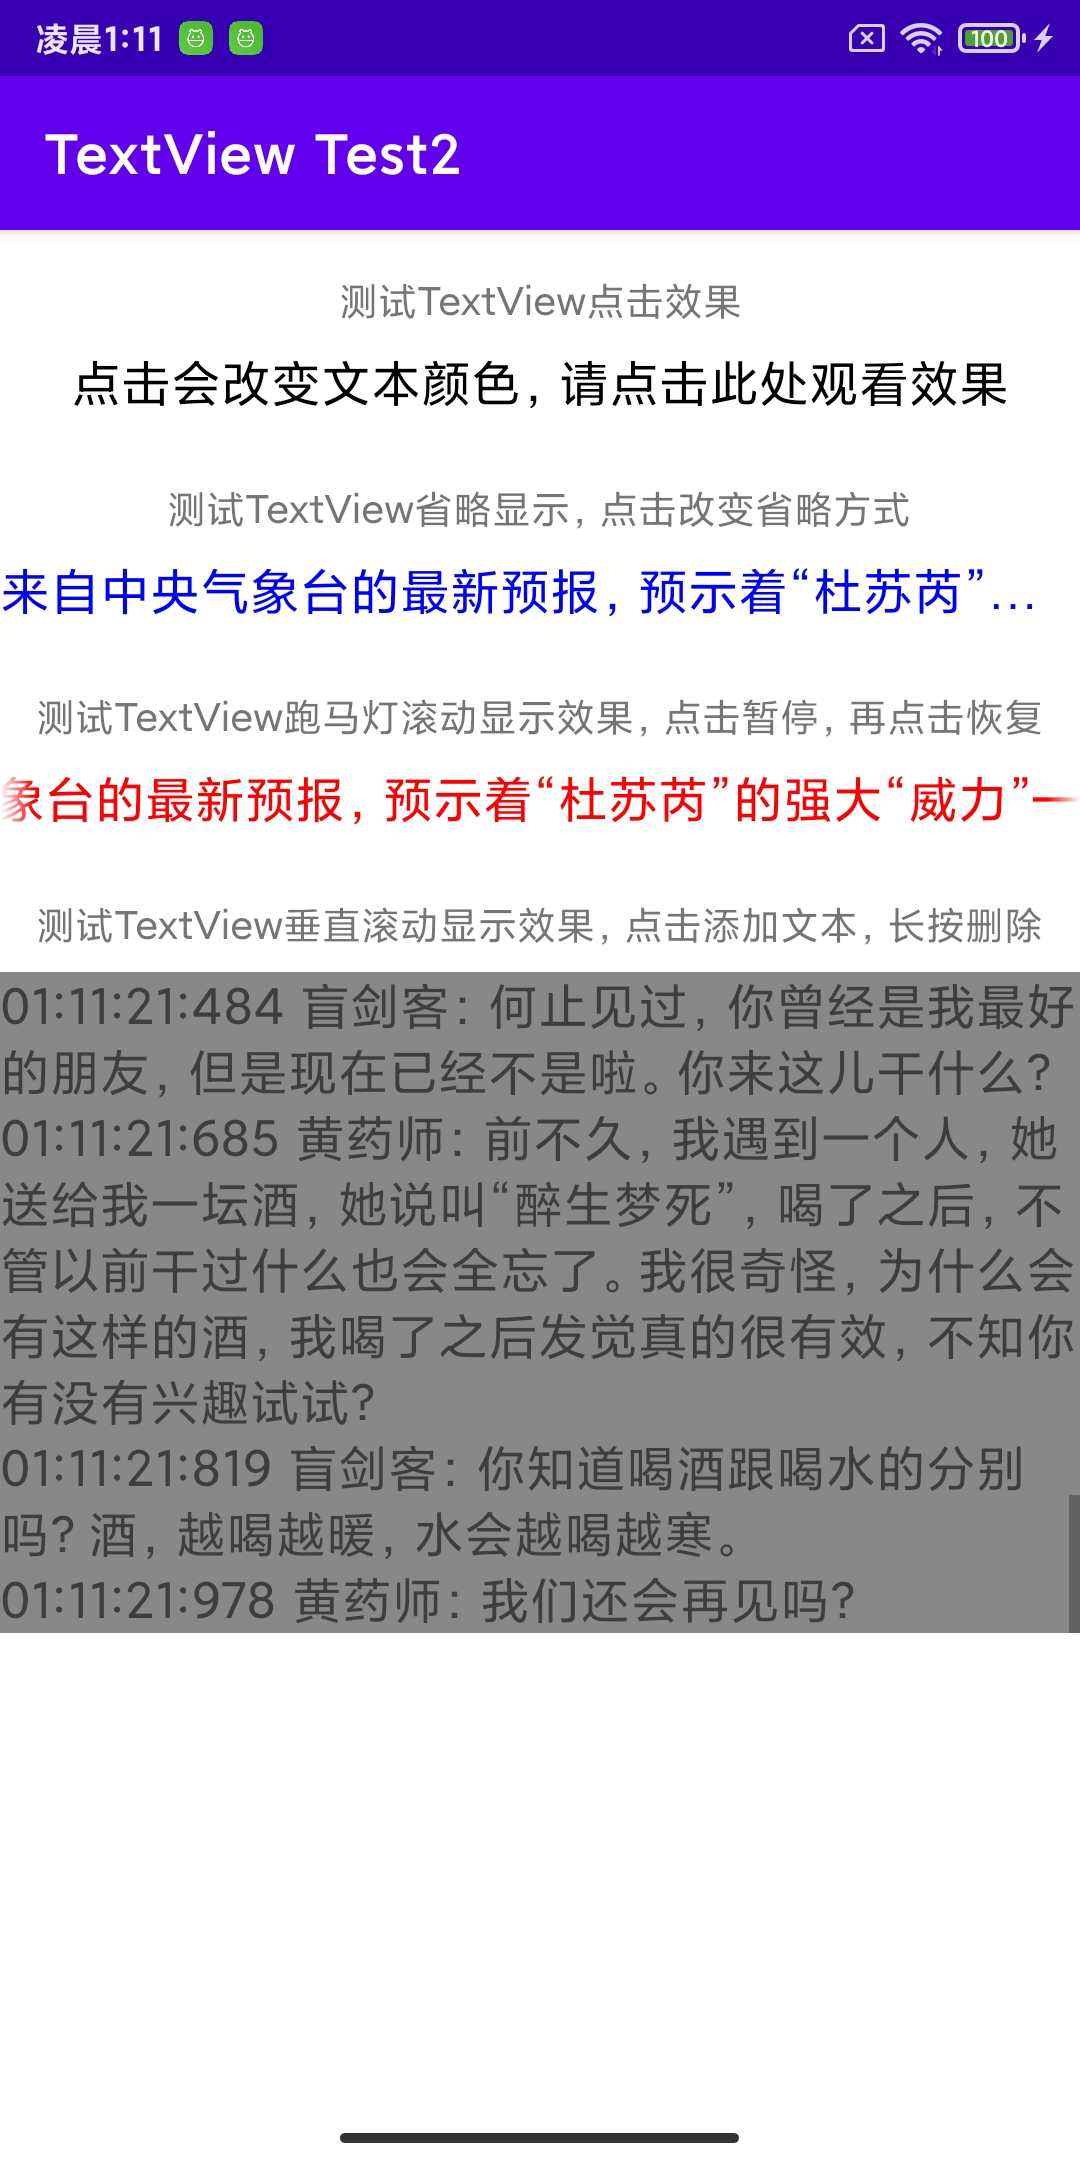 凌晨1:11
100
TextView Test2
测试TextView点击效果
点击会改变文本颜色，请点击此处观看效果
测试TextView省略显示，点击改变省略方式
来自中央气象台的最新预报，预示着“杜苏芮”...
测试TextView跑马灯滚动显示效果，点击暂停，再点击恢复
象台的最新预报，预示着“杜苏芮”的强大“威力”一
测试TextView垂直滚动显示效果，点击添加文本，长按删除
01:11:21:484 盲剑客：何止见过，你曾经是我最好
的朋友，但是现在已经不是啦。你来这儿干什么？
01:11:21:685 黄药师：前不久，我遇到一个人，她
送给我一坛酒，她说叫“醉生梦死”，喝了之后，不
管以前干过什么也会全忘了。我很奇怪，为什么会
有这样的酒，我喝了之后发觉真的很有效，不知你
有没有兴趣试试？
01:11:21:819 盲剑客：你知道喝酒跟喝水的分别
吗？酒，越喝越暖，水会越喝越寒。
01:11:21:978 黄药师：我们还会再见吗？